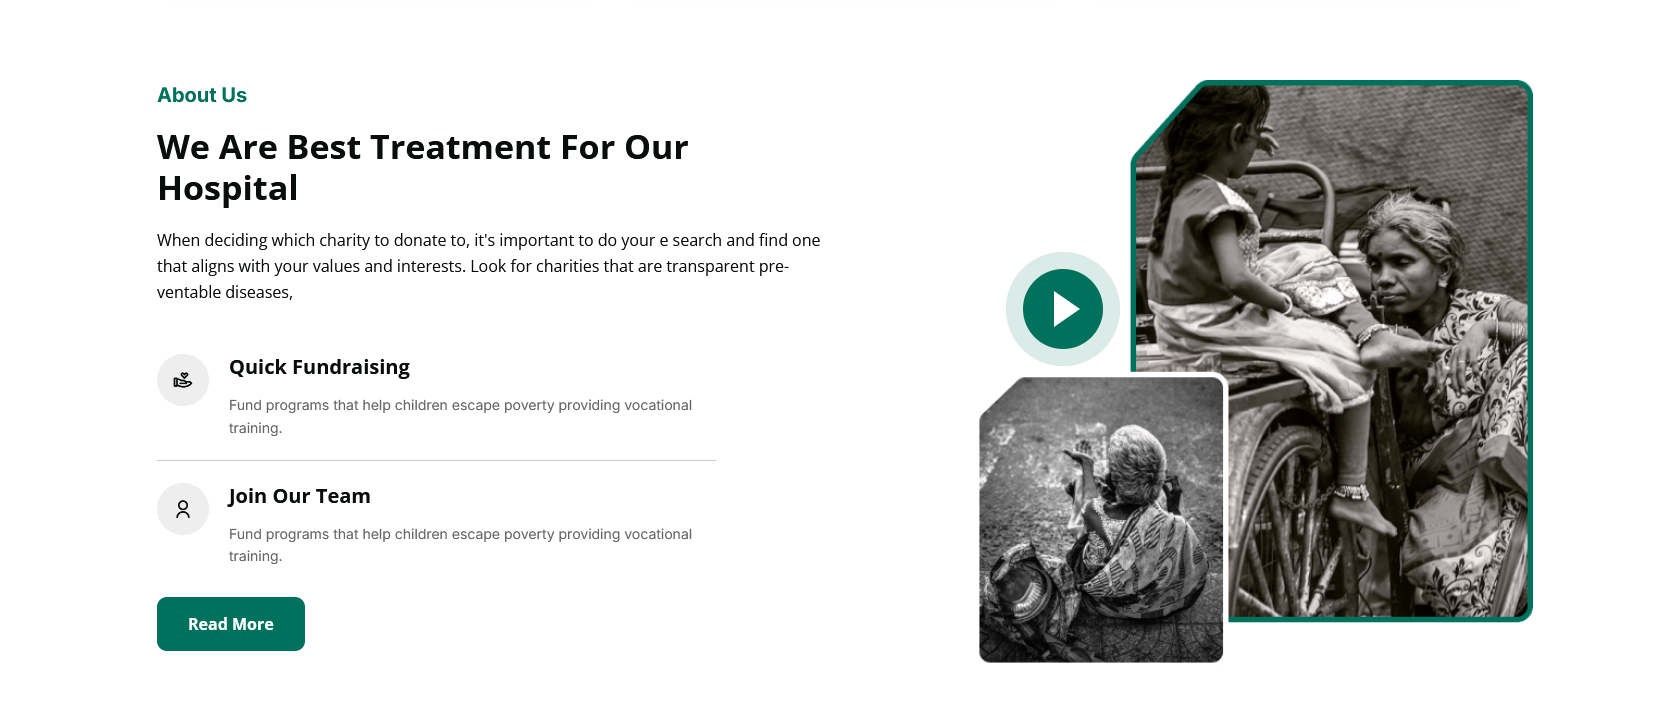 About Us
We Are Best Treatment For Our
Hospital
When deciding which charity to donate to, it's important to do your e search and find one
that aligns with your values and interests. Look for charities that are transparent pre-
ventable diseases,
Quick Fundraising
Fund programs that help children escape poverty providing vocational
training.
Join Our Team
Fund programs that help children escape poverty providing vocational
training.
Read More